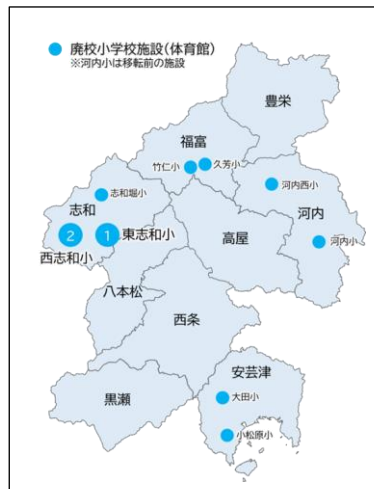 廃校小学校施設(体育館)
※河内小は移転前の施設
豊栄
福富
竹仁小
久芳小
志和堀小
河内西小
志和
河内
2
1
東志和小
高屋
河内小
西志和小
八本松
西条
安芸津
黒瀬
大田小
小松原小